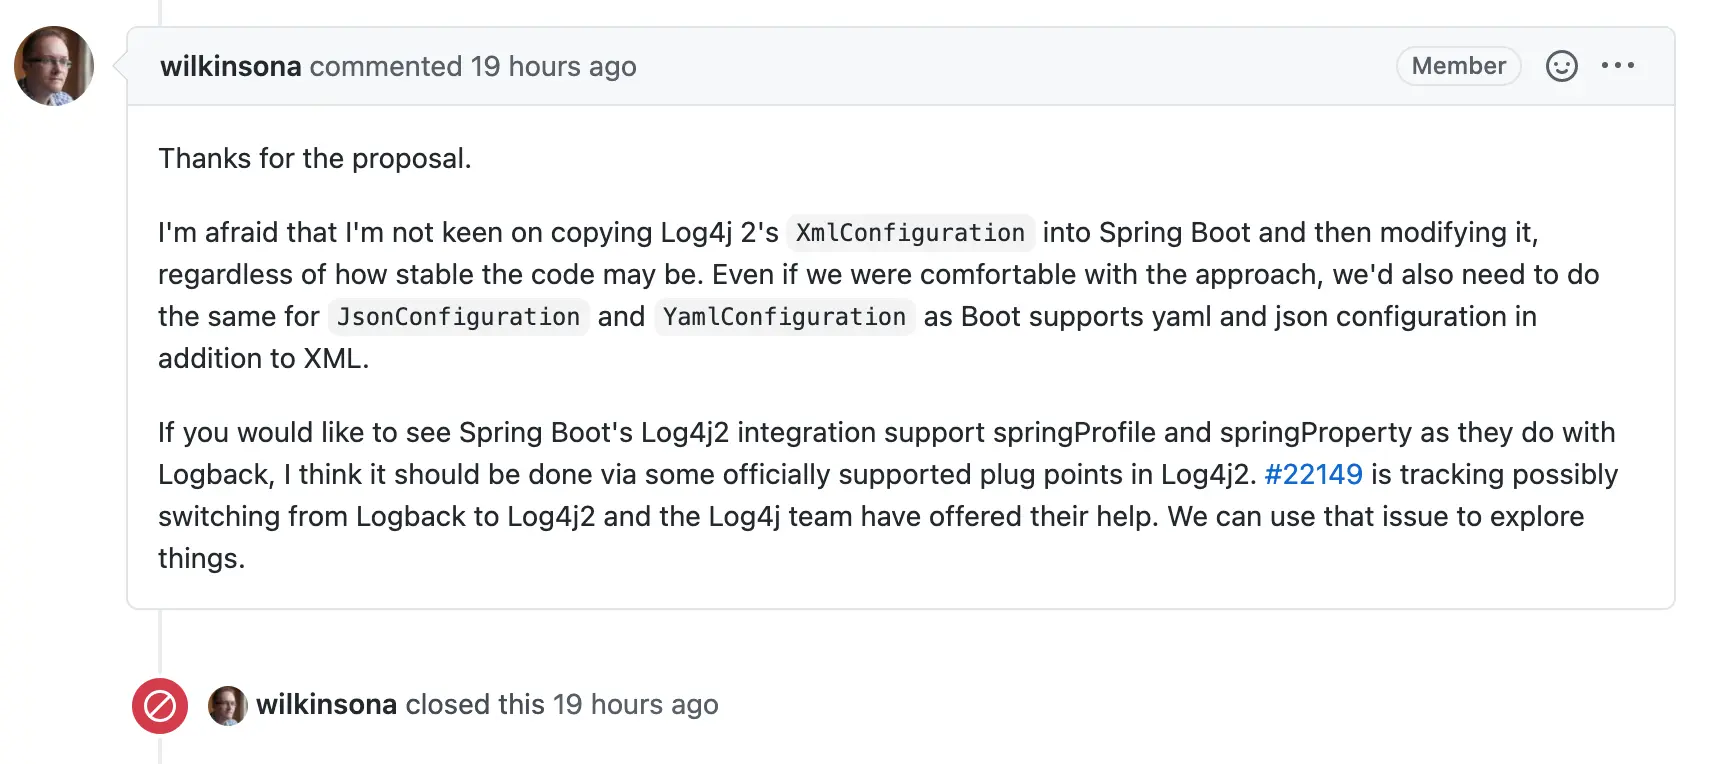 wilkinsona commented 19 hours ago Member
Thanks for the proposal.
I'm afraid that I'm not keen on copying Log4j 2's XmlConfiguration into Spring Boot and then modifying it,
regardless of how stable the code may be. Even if we were comfortable with the approach, we'd also need to do
the same for JsonConfiguration and YamlConfiguration as Boot supports yaml and json configuration in
addition to XML.
If you would like to see Spring Boot's Log4j2 integration support springProfile and springProperty as they do with
Logback, I think it should be done via some officially supported plug points in Log4j2. #22149 is tracking possibly
switching from Logback to Log4j2 and the Log4j team have offered their help. We can use that issue to explore
things.
wilkinsona closed this 19 hours ago